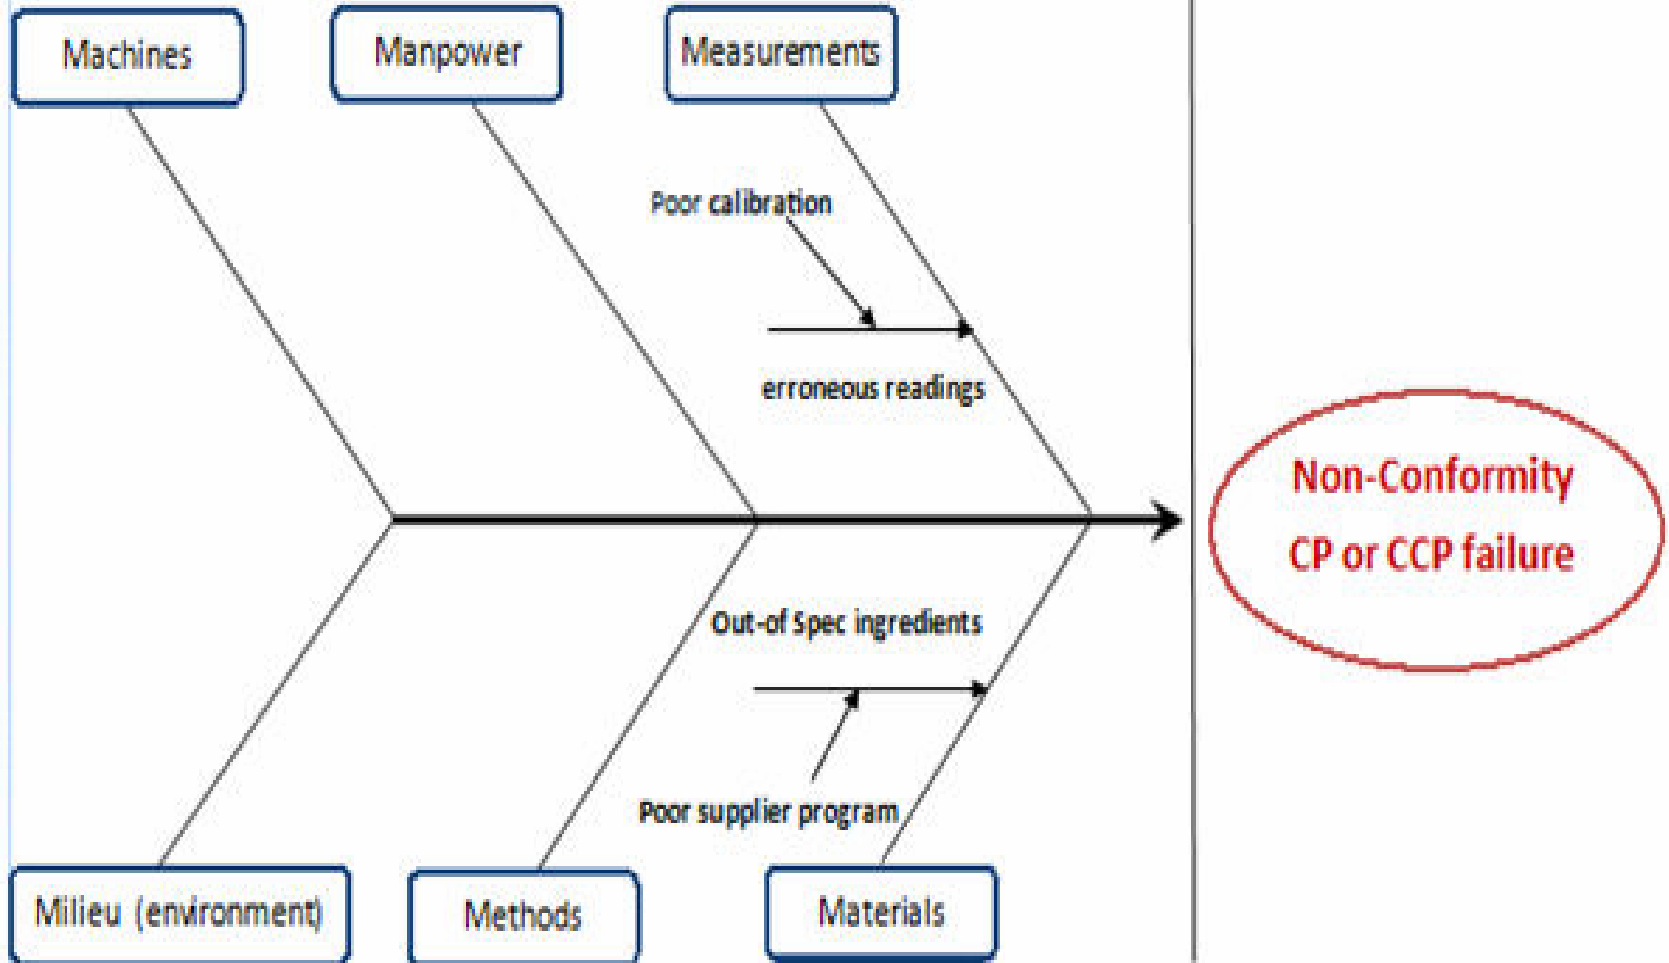 Machines
Manpower
Measurements
Poor calibration
erroneous readings
Non-Conformity
CP or CCP failure
Out-of Spec ingredients
Poor supplier program
Milieu (environment)
Methods
Materials